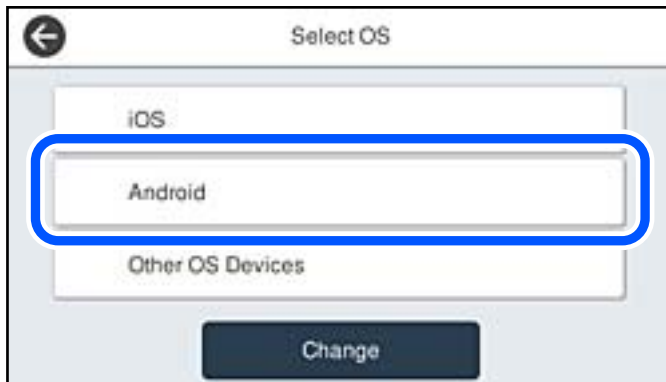 Select OS
iOS
Android
Other OS Devices
Change